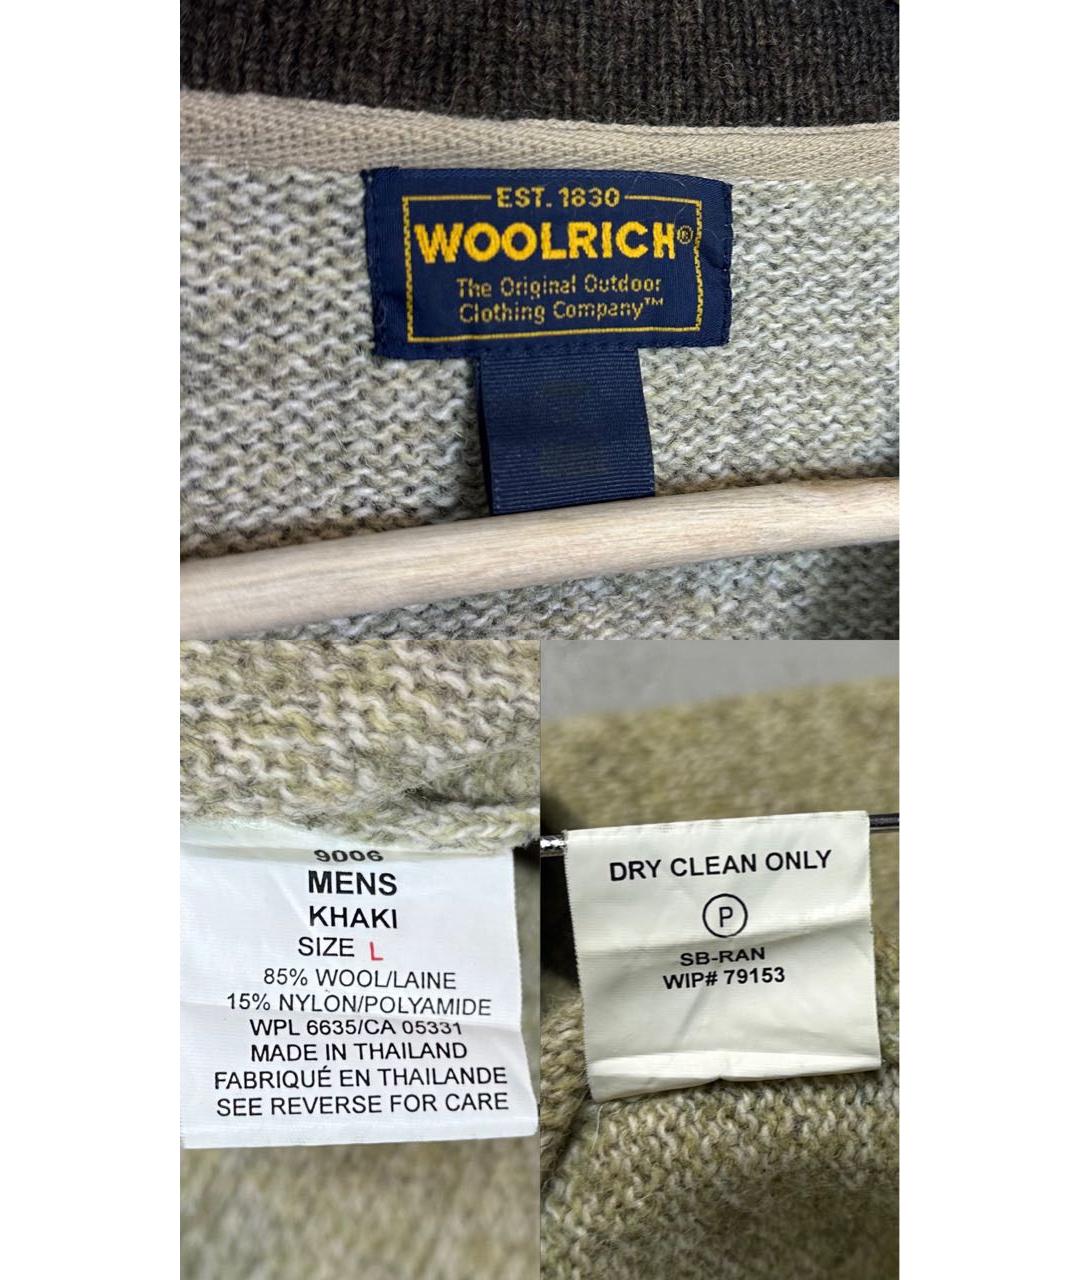 EST. 1830
WOOLRICH®
The Original Outdoor
Clothing Company™
9006
MENS
KHAKI
SIZE L
85% WOOL/LAINE
15% NYLON/POLYAMIDE
WPL 6635/CA 05331
MADE IN THAILAND
FABRIQUÉ EN THAILANDE
SEE REVERSE FOR CARE
DRY CLEAN ONLY
P
SB-RAN
WIP# 79153